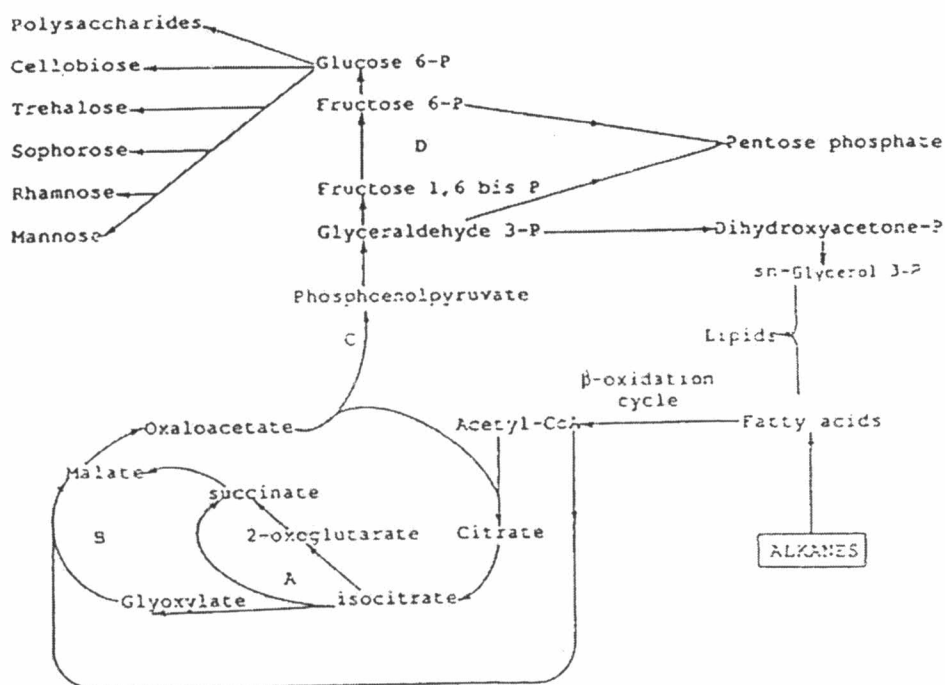 Polysaccharides
Cellobiose
Trehalose
Sophorose
Rhamnose
Mannose
Glucose 6-P
Fructose 6-P
D
Fructose 1,6 bis P
Glyceraldehyde 3-P
Pentose phosphate
Dihydroxyacetone-P
sn-Glycerol 3-P
Phosphoenolpyruvate
C
Lipids
β-oxidation
cycle
Oxaloacetate
Acetyl-CoA
Fatty acids
Malate
succinate
B
2-oxoglutarate
Citrate
ALKANES
A
Glyoxylate
isocitrate